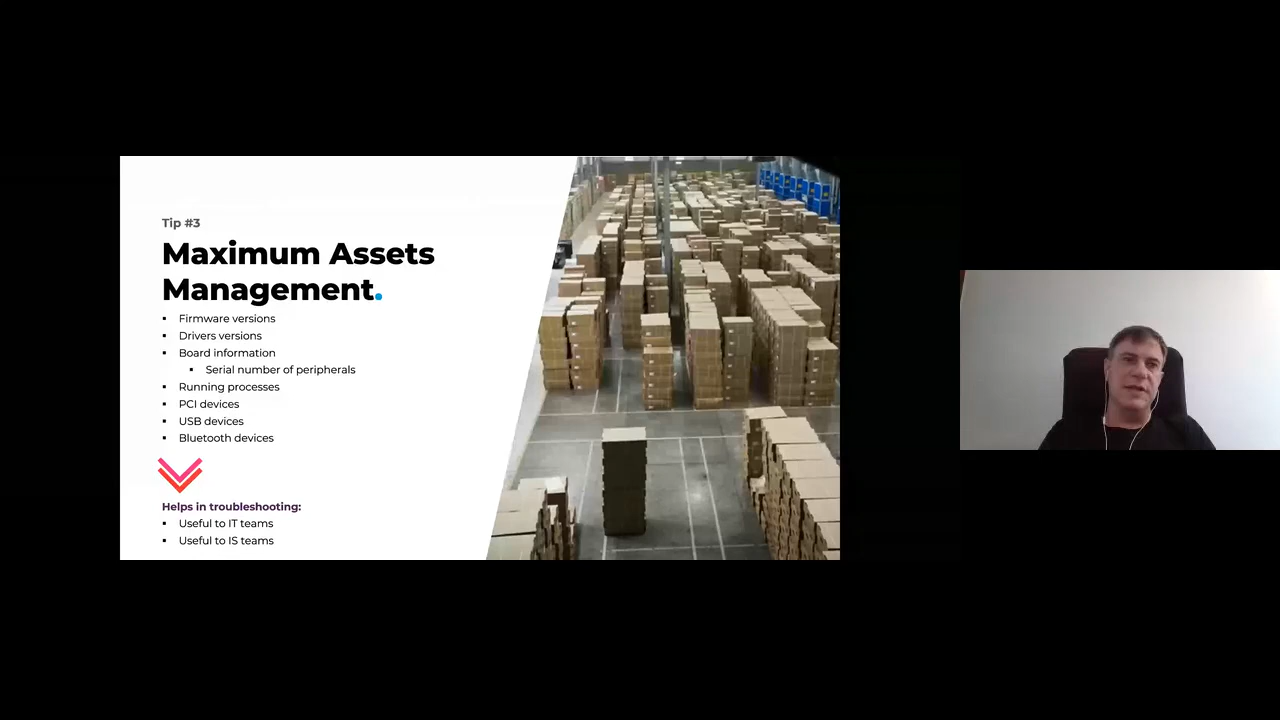 Tip #3
Maximum Assets
Management.
Firmware versions
Drivers versions
Board information
Serial number of peripherals
Running processes
PCI devices
USB devices
Bluetooth devices
Helps in troubleshooting:
Useful to IT teams
Useful to IS teams